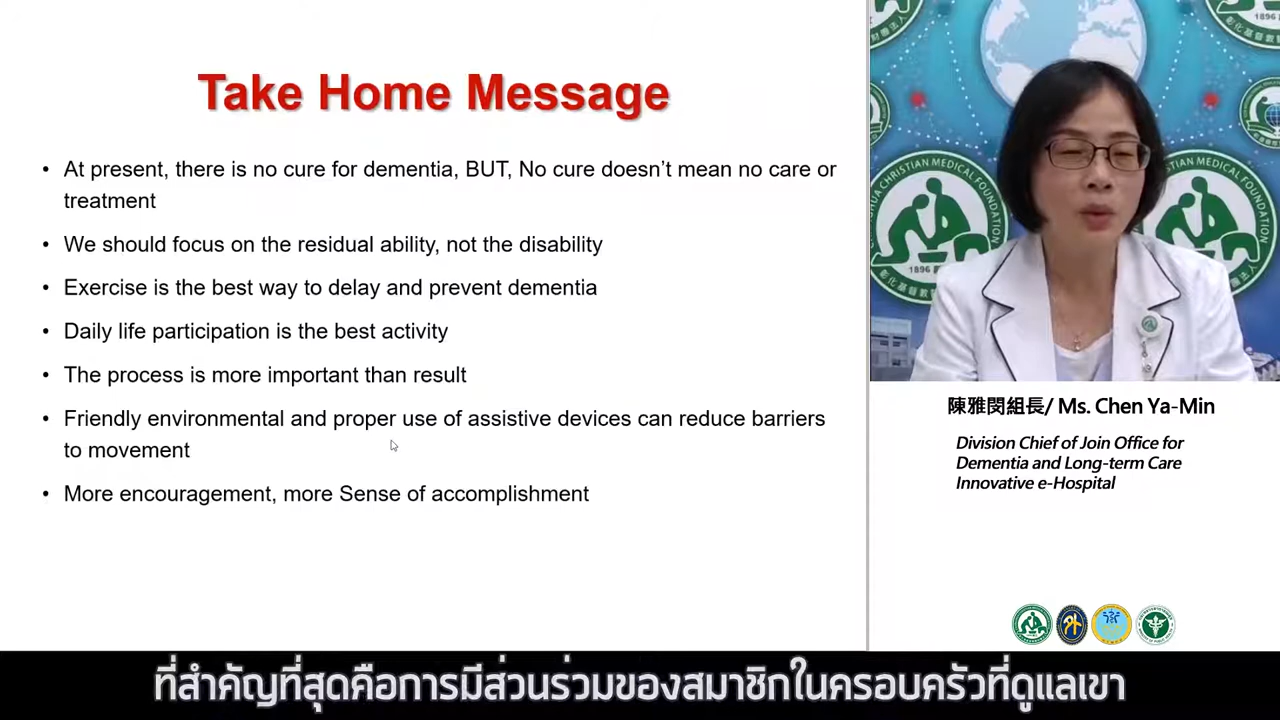 Take Home Message
• At present, there is no cure for dementia, BUT, No cure doesn't mean no care or
treatment
• We should focus on the residual ability, not the disability
• Exercise is the best way to delay and prevent dementia
• Daily life participation is the best activity
• The process is more important than result
• Friendly environmental and proper use of assistive devices can reduce barriers
to movement
• More encouragement, more Sense of accomplishment
CHRISTIAN MEDICAL FOUNDATION
1896
陳雅閔組長/ Ms. Chen Ya-Min
Division Chief of Join Office for
Dementia and Long-term Care
Innovative e-Hospital
ที่สำคัญที่สุดคือการมีส่วนร่วมของสมาชิกในครอบครัวที่ดูแลเขา